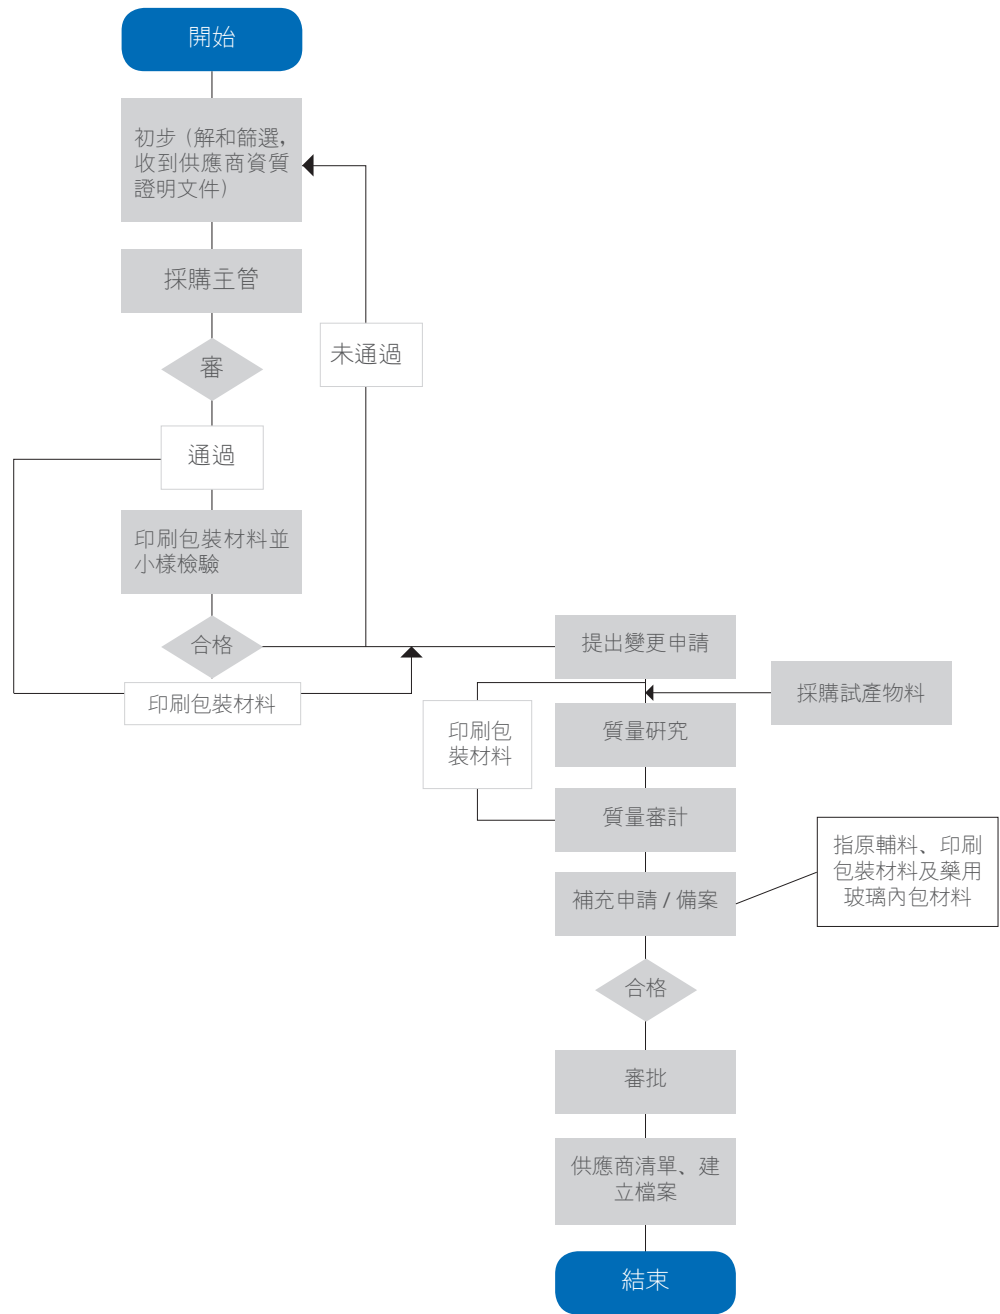 開始
初步（解和篩選，
收到供應商資質
證明文件）
採購主管
審
未通過
通過
印刷包裝材料並
小樣檢驗
合格
印刷包裝材料
提出變更申請
採購試產物料
印刷包
裝材料
質量研究
質量審計
補充申請 / 備案
指原輔料、印刷
包裝材料及藥用
玻璃內包材料
合格
審批
供應商清單、建
立檔案
結束